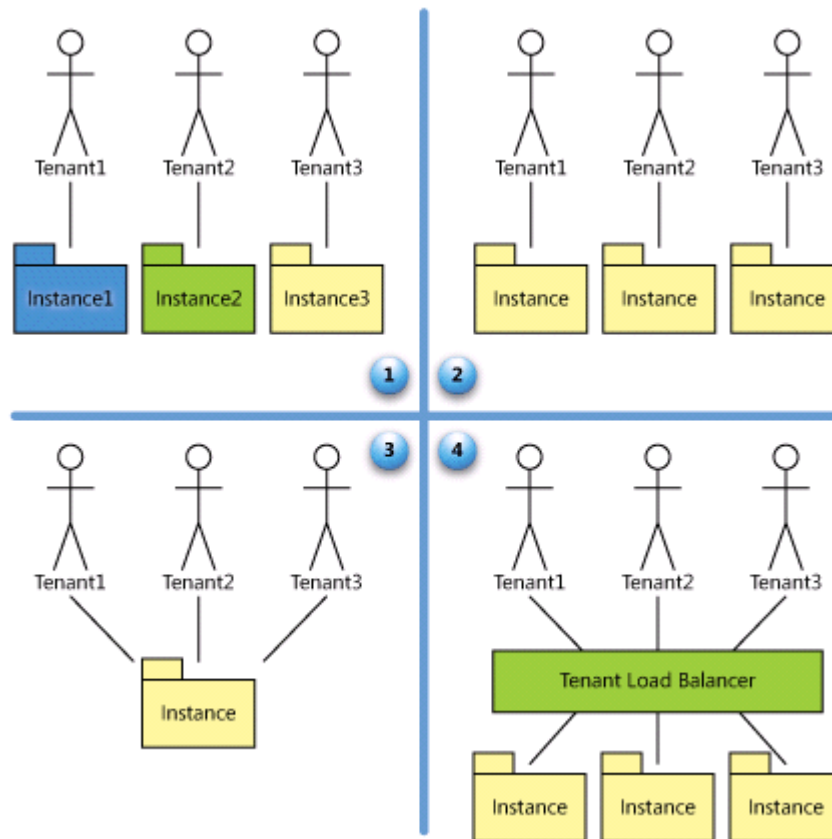 Tenant1 Tenant2 Tenant3
Instance1 Instance2 Instance3
1
Tenant1 Tenant2 Tenant3
Instance Instance Instance
2
3
Tenant1 Tenant2 Tenant3
Instance
4
Tenant1 Tenant2 Tenant3
Tenant Load Balancer
Instance Instance Instance